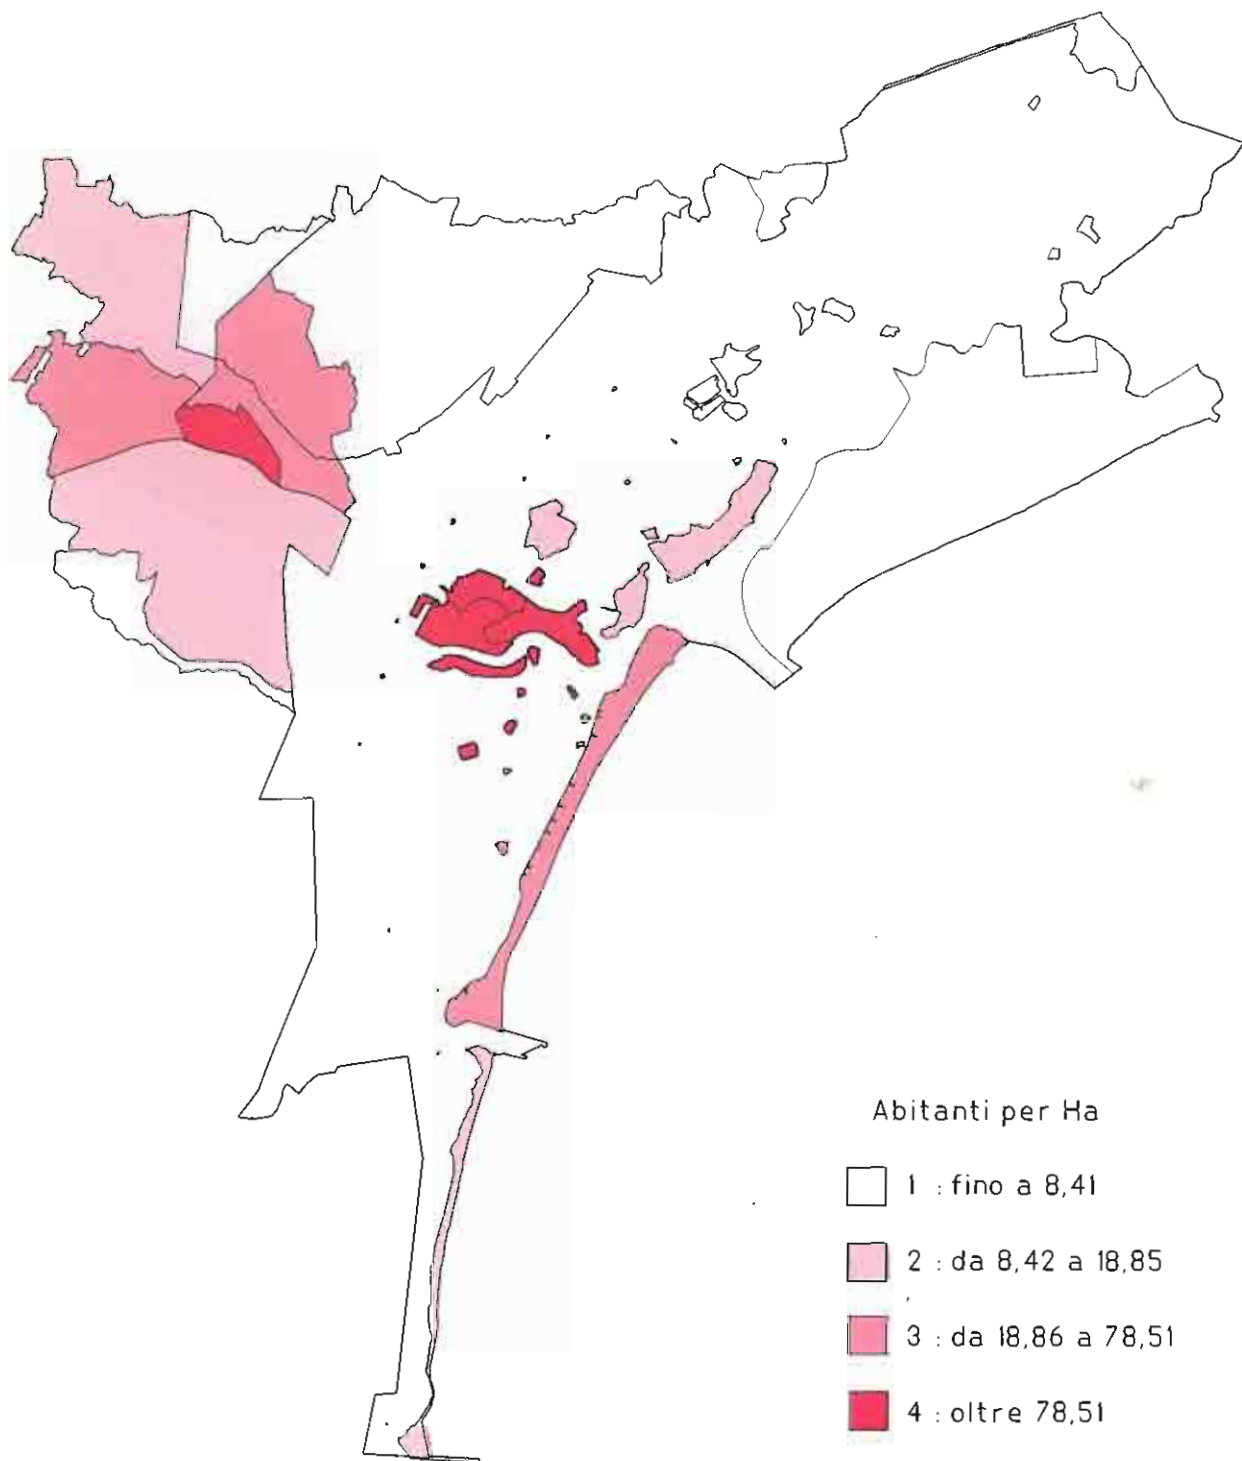 Abitanti per Ha
1 : fino a 8,41
2 : da 8,42 a 18,85
3 : da 18,86 a 78,51
4 : oltre 78,51